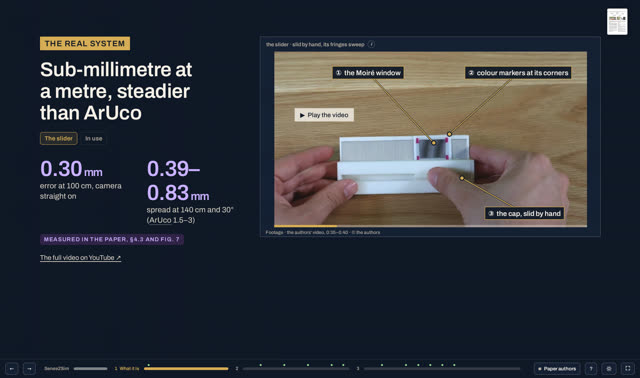 THE REAL SYSTEM
Sub-millimetre at
a metre, steadier
than ArUco
The slider
In use
0.30 mm
error at 100 cm, camera
straight on
0.39–
0.83 mm
spread at 140 cm and 30°
(ArUco 1.5–3)
MEASURED IN THE PAPER, §4.3 AND FIG. 7
The full video on YouTube ↗
the slider · slid by hand, its fringes sweep
① the Moiré window
② colour markers at its corners
▶ Play the video
③ the cap, slid by hand
Footage · the authors' video, 0:35–0:40 · © the authors
← →
1 What it is
2
3
Paper authors
?